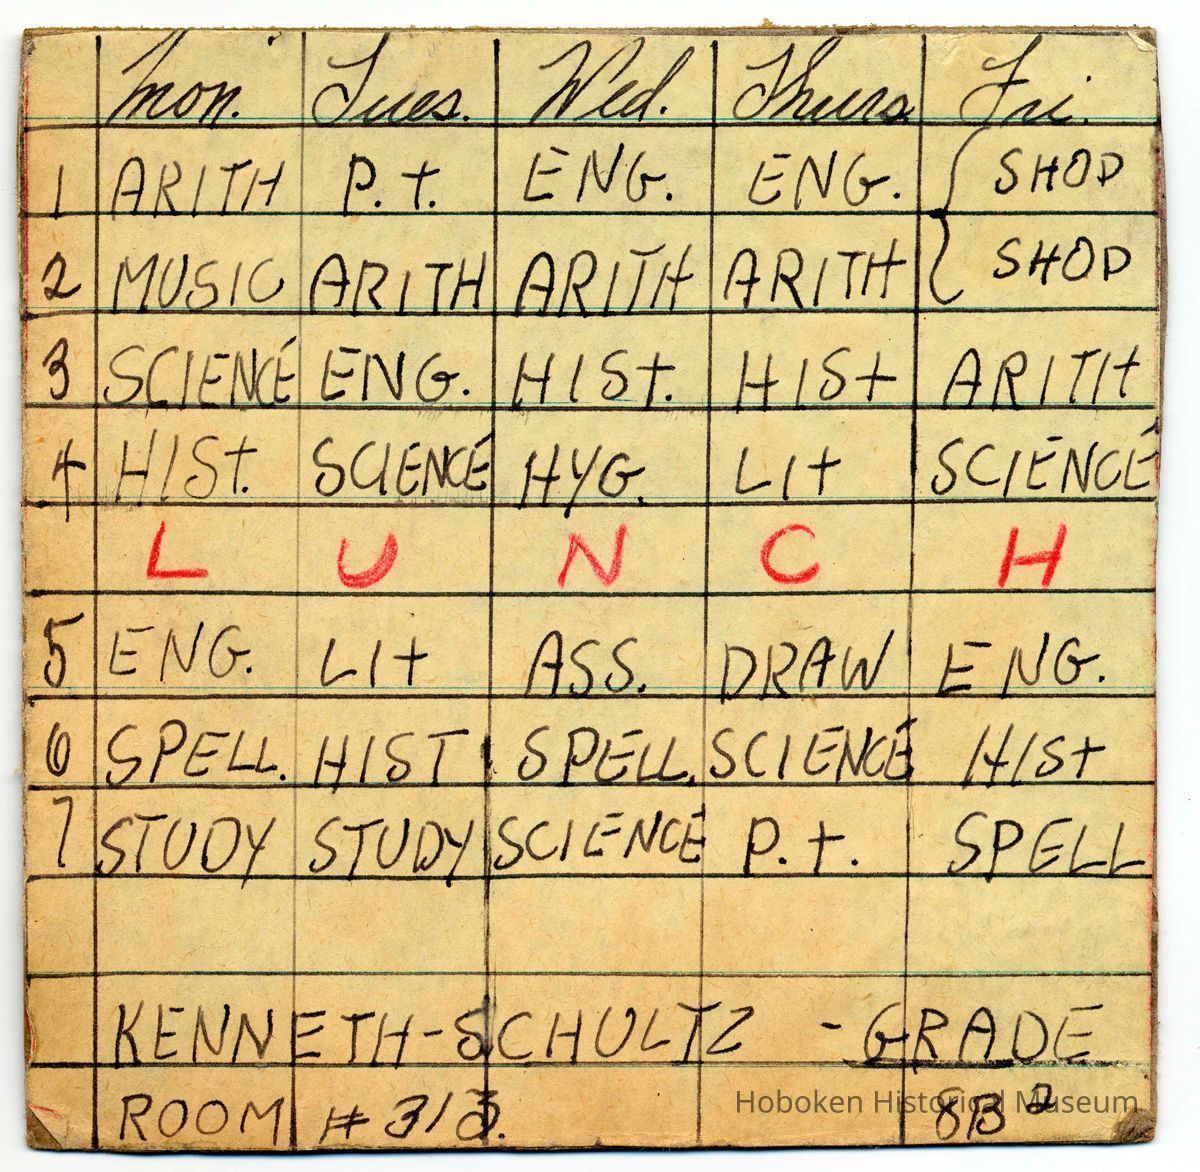 Mon. Tues. Wed. Thurs. Fri.
1 ARITH P.T. ENG. ENG. SHOP
2 MUSIC ARITH ARITH ARITH SHOP
3 SCIENCE ENG. HIST. HIST ARITH
4 HIST. SCIENCE HYG. LIT SCIENCE
L U N C H
5 ENG. LIT ASS. DRAW ENG.
6 SPELL. HIST SPELL. SCIENCE HIST
7 STUDY STUDY SCIENCE P.T. SPELL
KENNETH-SCHULTZ - GRADE
ROOM # 313. 8B2
Hoboken Historical Museum